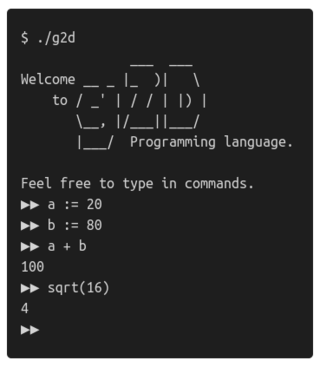 $ ./g2d
           ___  ___
Welcome __ _ |_  )|   \
    to / _' | / / | |) |
       \__, |/___||___/
       |___/  Programming language.
Feel free to type in commands.
▶▶ a := 20
▶▶ b := 80
▶▶ a + b
100
▶▶ sqrt(16)
4
▶▶